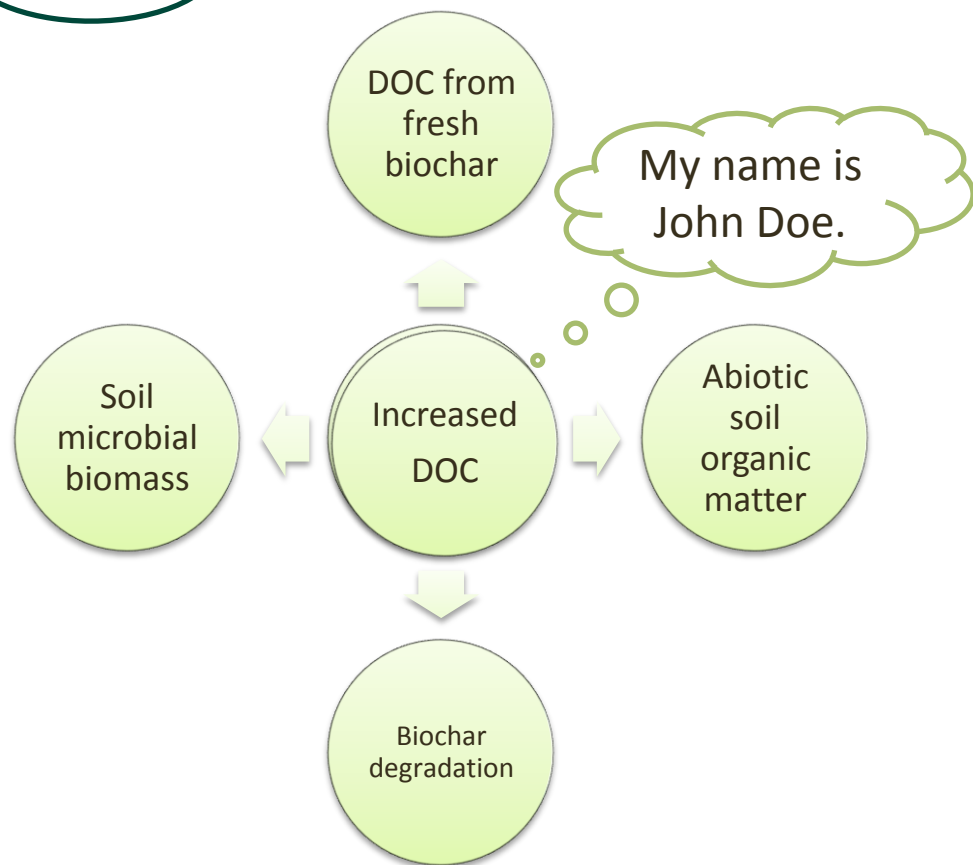 DOC from
fresh
biochar
My name is
John Doe.
Soil
microbial
biomass
Increased
DOC
Abiotic
soil
organic
matter
Biochar
degradation